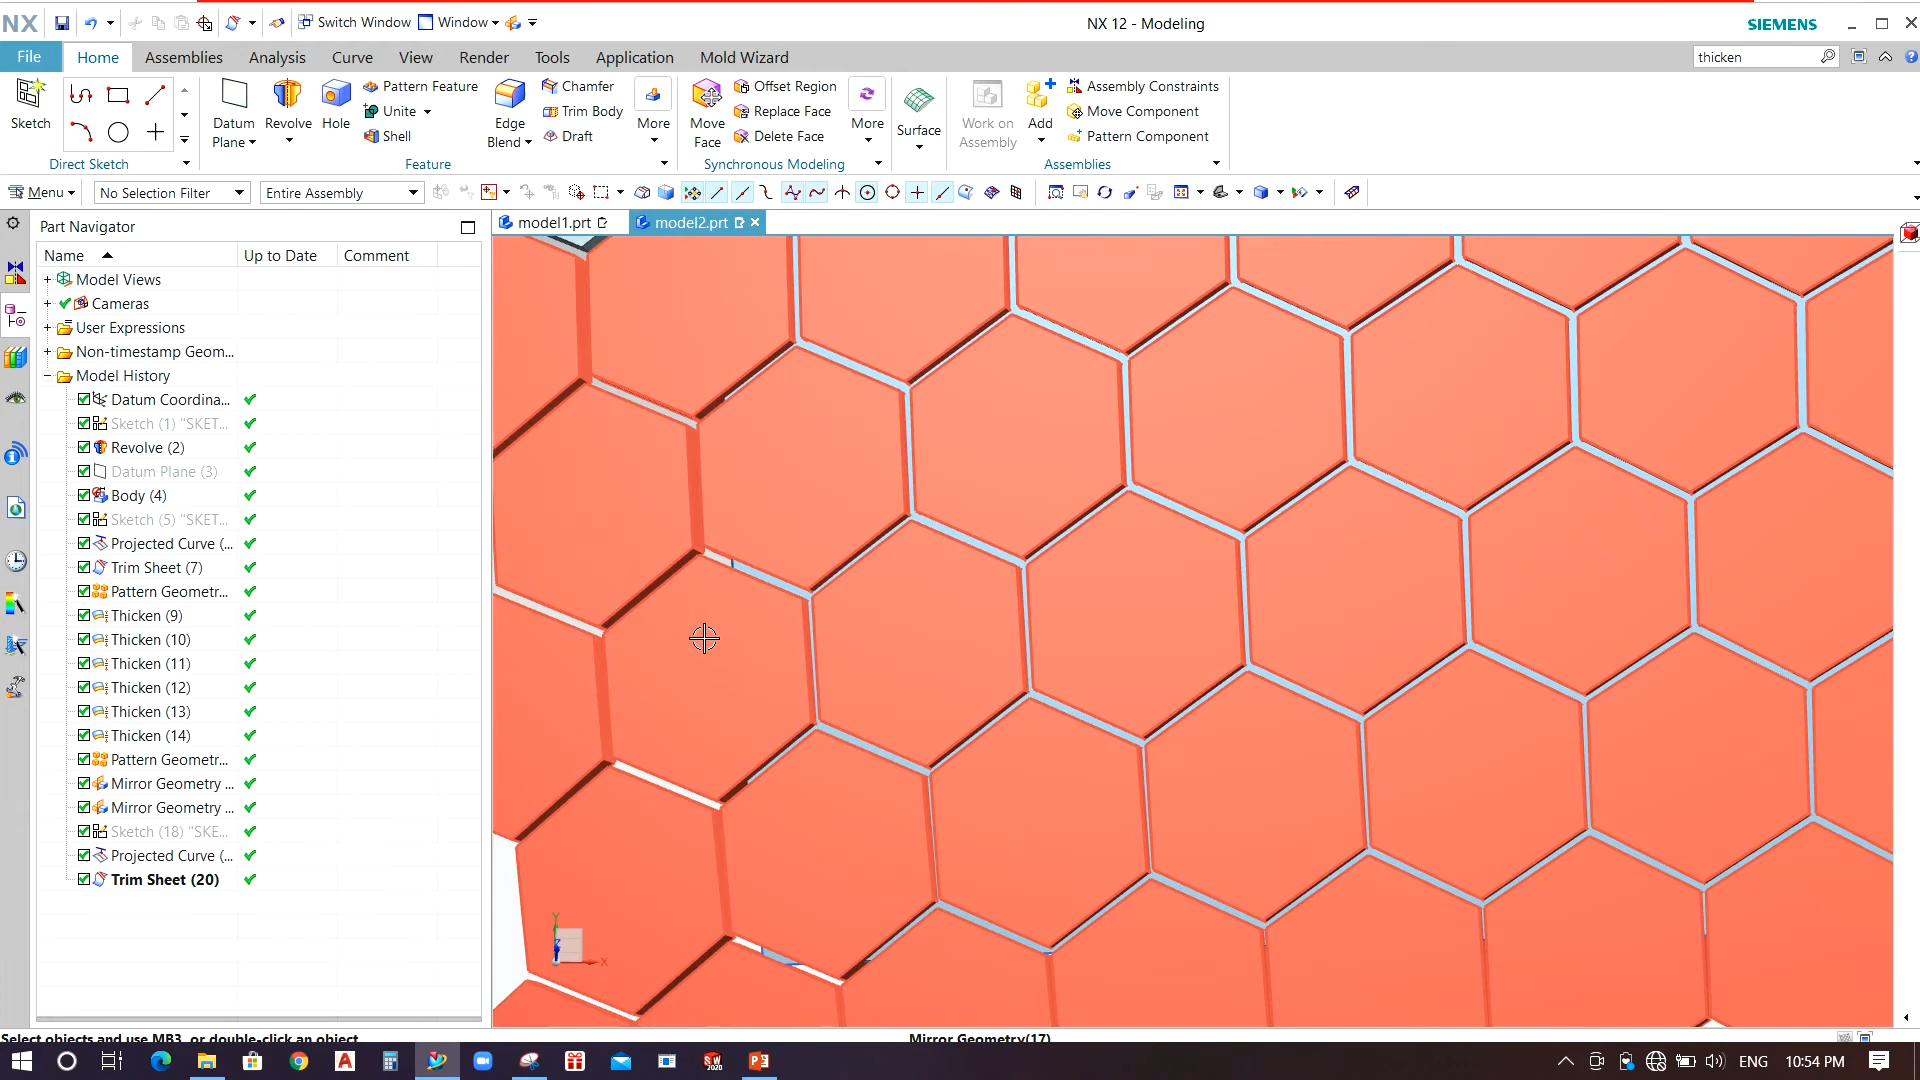 NX
Switch Window
Window
NX 12 - Modeling
SIEMENS
File
Home
Assemblies
Analysis
Curve
View
Render
Tools
Application
Mold Wizard
thicken
Sketch
Direct Sketch
Datum
Plane
Revolve
Hole
Pattern Feature
Unite
Shell
Edge
Blend
Chamfer
Trim Body
Draft
More
Feature
Move
Face
Offset Region
Replace Face
Delete Face
More
Synchronous Modeling
Surface
Work on
Assembly
Add
Assembly Constraints
Move Component
Pattern Component
Assemblies
Menu
No Selection Filter
Entire Assembly
Part Navigator
model1.prt
model2.prt
Name
Up to Date
Comment
Model Views
Cameras
User Expressions
Non-timestamp Geom...
Model History
Datum Coordina...
Sketch (1) "SKET...
Revolve (2)
Datum Plane (3)
Body (4)
Sketch (5) "SKET...
Projected Curve (...
Trim Sheet (7)
Pattern Geometr...
Thicken (9)
Thicken (10)
Thicken (11)
Thicken (12)
Thicken (13)
Thicken (14)
Pattern Geometr...
Mirror Geometry ...
Mirror Geometry ...
Sketch (18) "SKE...
Projected Curve (...
Trim Sheet (20)
Y
Z
X
Select objects and use MB3, or double-click an object
Mirror Geometry(17)
SW
2020
ENG
10:54 PM